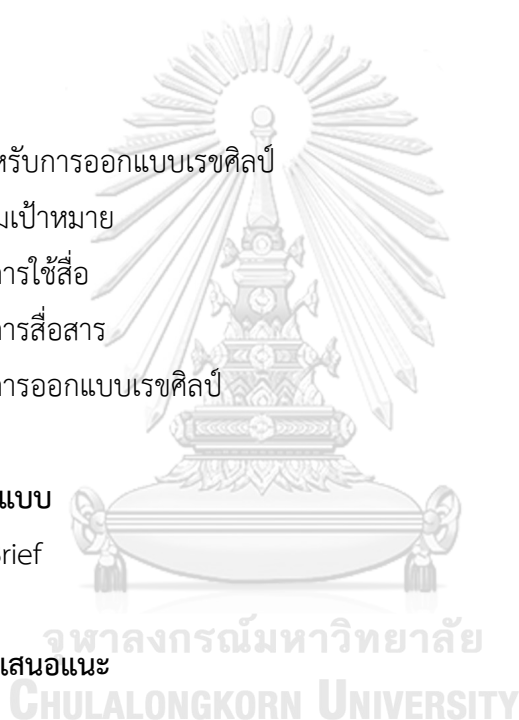 หรับการออกแบบเรขศิลป์
มเป้าหมาย
การใช้สื่อ
การสื่อสาร
การออกแบบเรขศิลป์
แบบ
Brief
เสนอแนะ
จุฬาลงกรณ์มหาวิทยาลัย
CHULALONGKORN UNIVERSITY